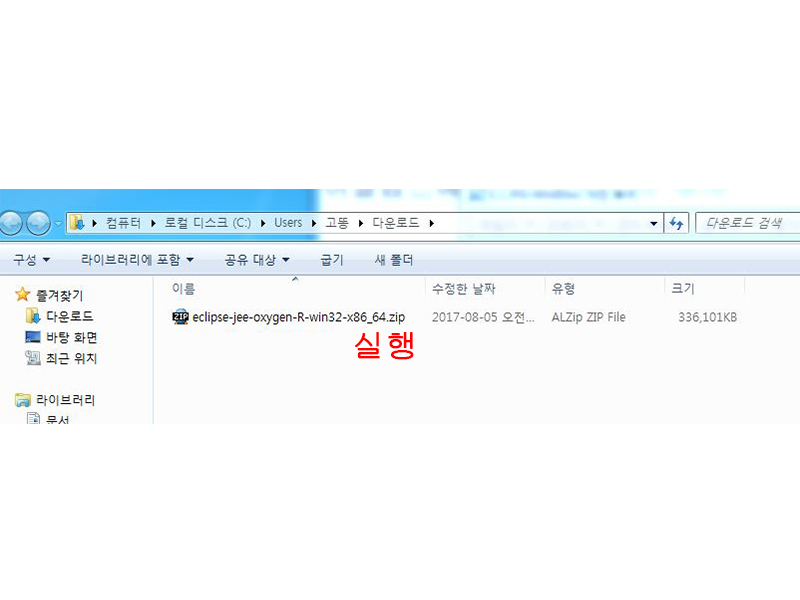 컴퓨터 로컬 디스크 (C:) Users 고뚱 다운로드 다운로드 검색
구성 라이브러리에 포함 공유 대상 굽기 새 폴더
즐겨찾기
다운로드
바탕 화면
최근 위치
라이브러리
문서
이름 수정한 날짜 유형 크기
ZIP eclipse-jee-oxygen-R-win32-x86_64.zip 2017-08-05 오전... ALZip ZIP File 336,101KB
실행